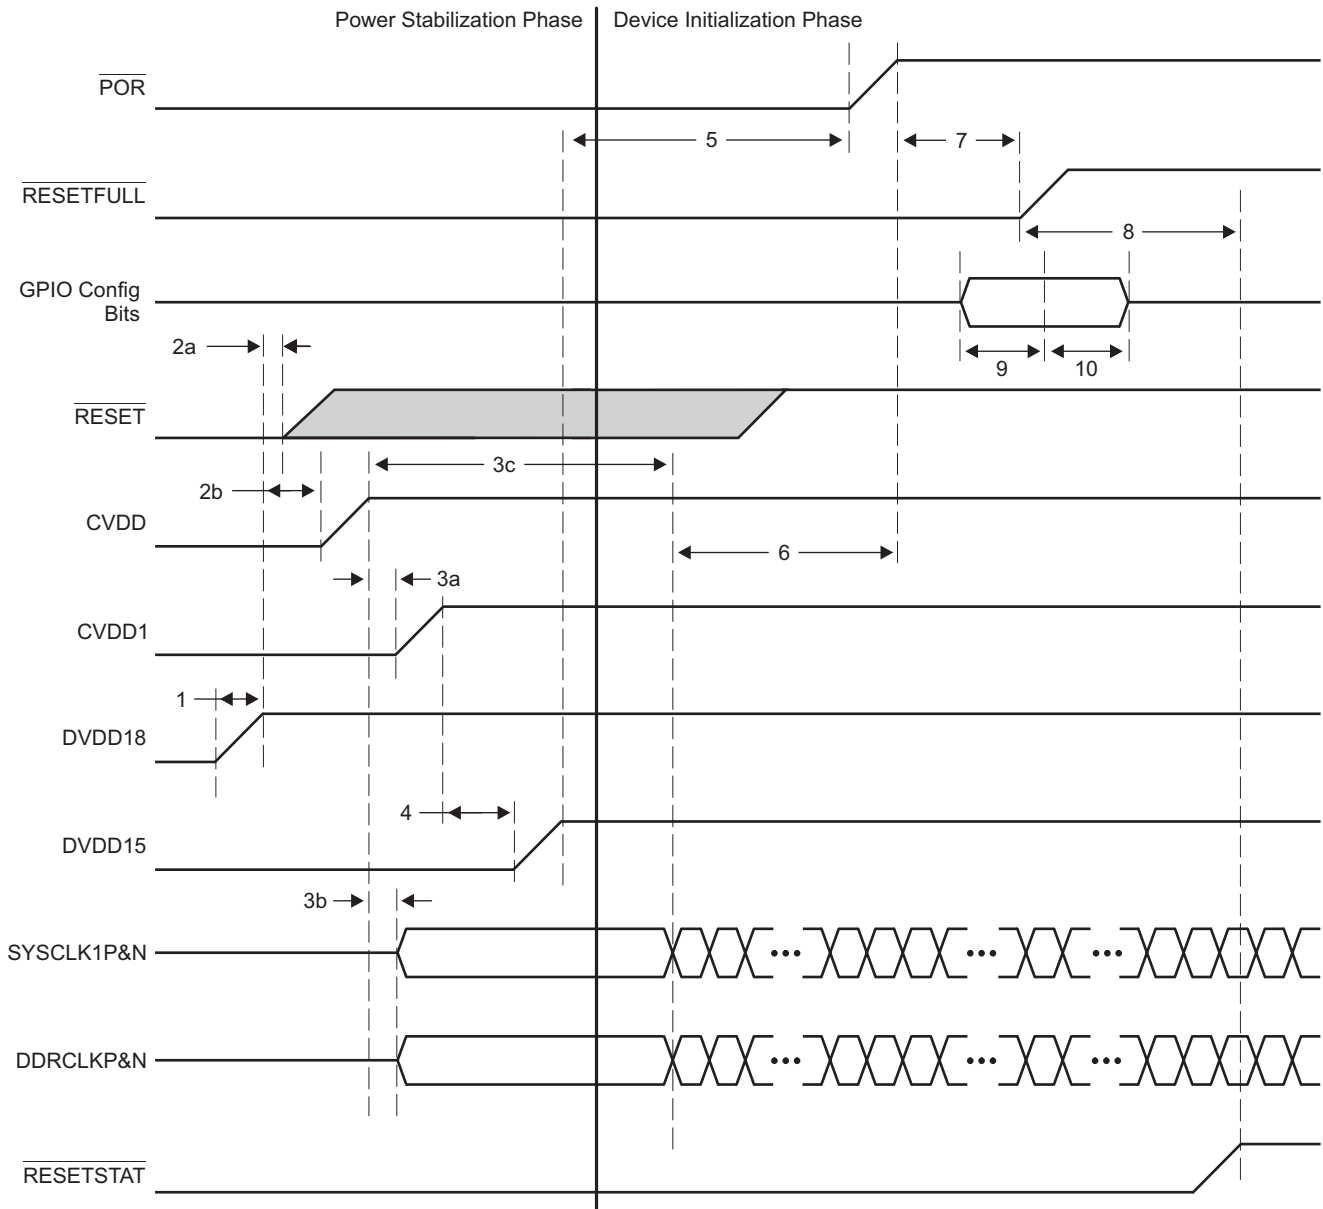 Power Stabilization Phase
Device Initialization Phase
POR
5
7
RESETFULL
8
GPIO Config
Bits
2a
9
10
RESET
3c
2b
CVDD
6
3a
CVDD1
1
DVDD18
4
DVDD15
3b
SYSCLK1P&N
DDRCLKP&N
RESETSTAT